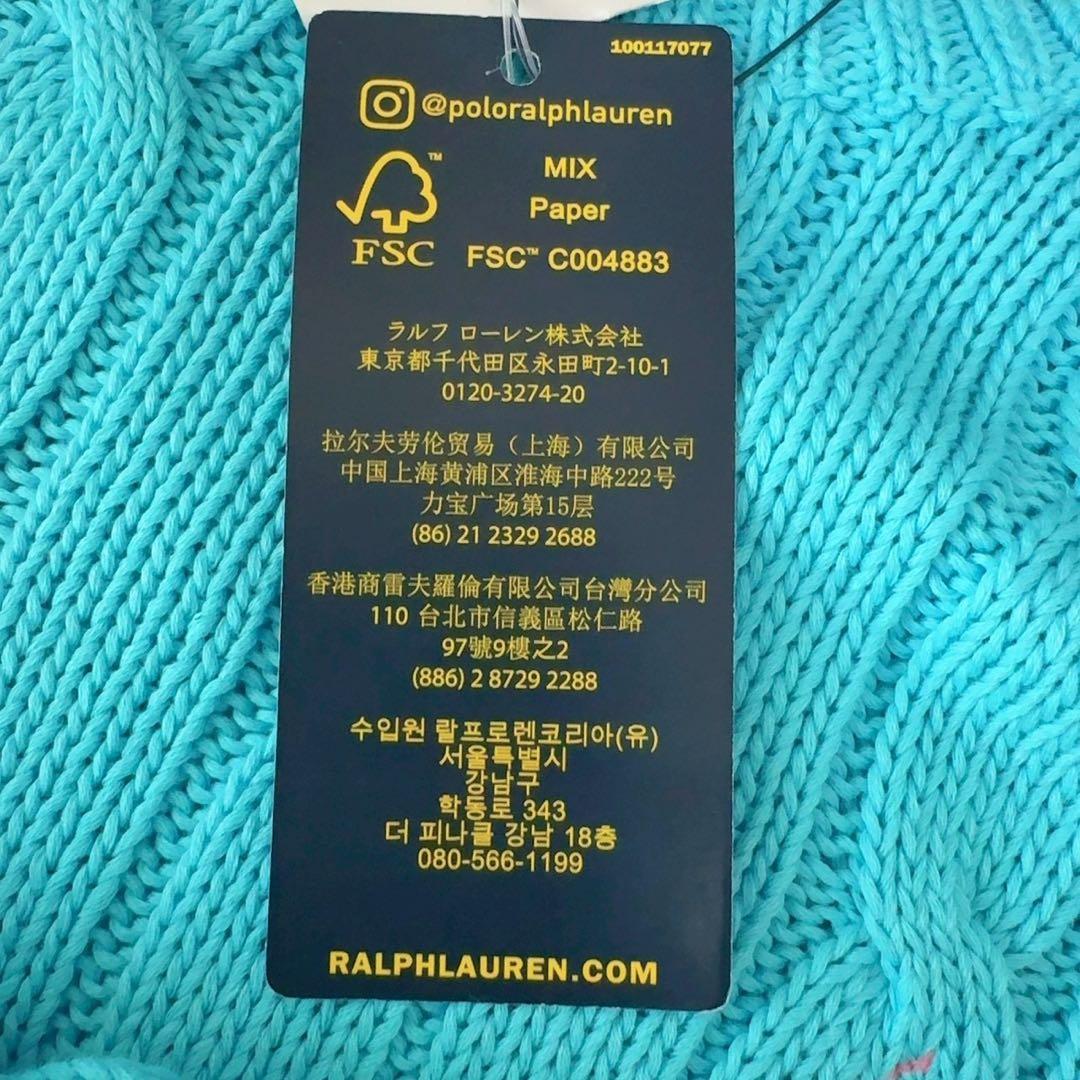 100117077
@poloralphlauren
MIX
Paper
FSC™ C004883
™
FSC
ラルフ ローレン株式会社
東京都千代田区永田町2-10-1
0120-3274-20
拉尔夫劳伦贸易（上海）有限公司
中国上海黄浦区淮海中路222号
力宝广场第15层
(86) 21 2329 2688
香港商雷夫羅倫有限公司台灣分公司
110 台北市信義區松仁路
97號9樓之2
(886) 2 8729 2288
수입원 랄프로렌코리아(유)
서울특별시
강남구
학동로 343
더 피나클 강남 18층
080-566-1199
RALPHLAUREN.COM